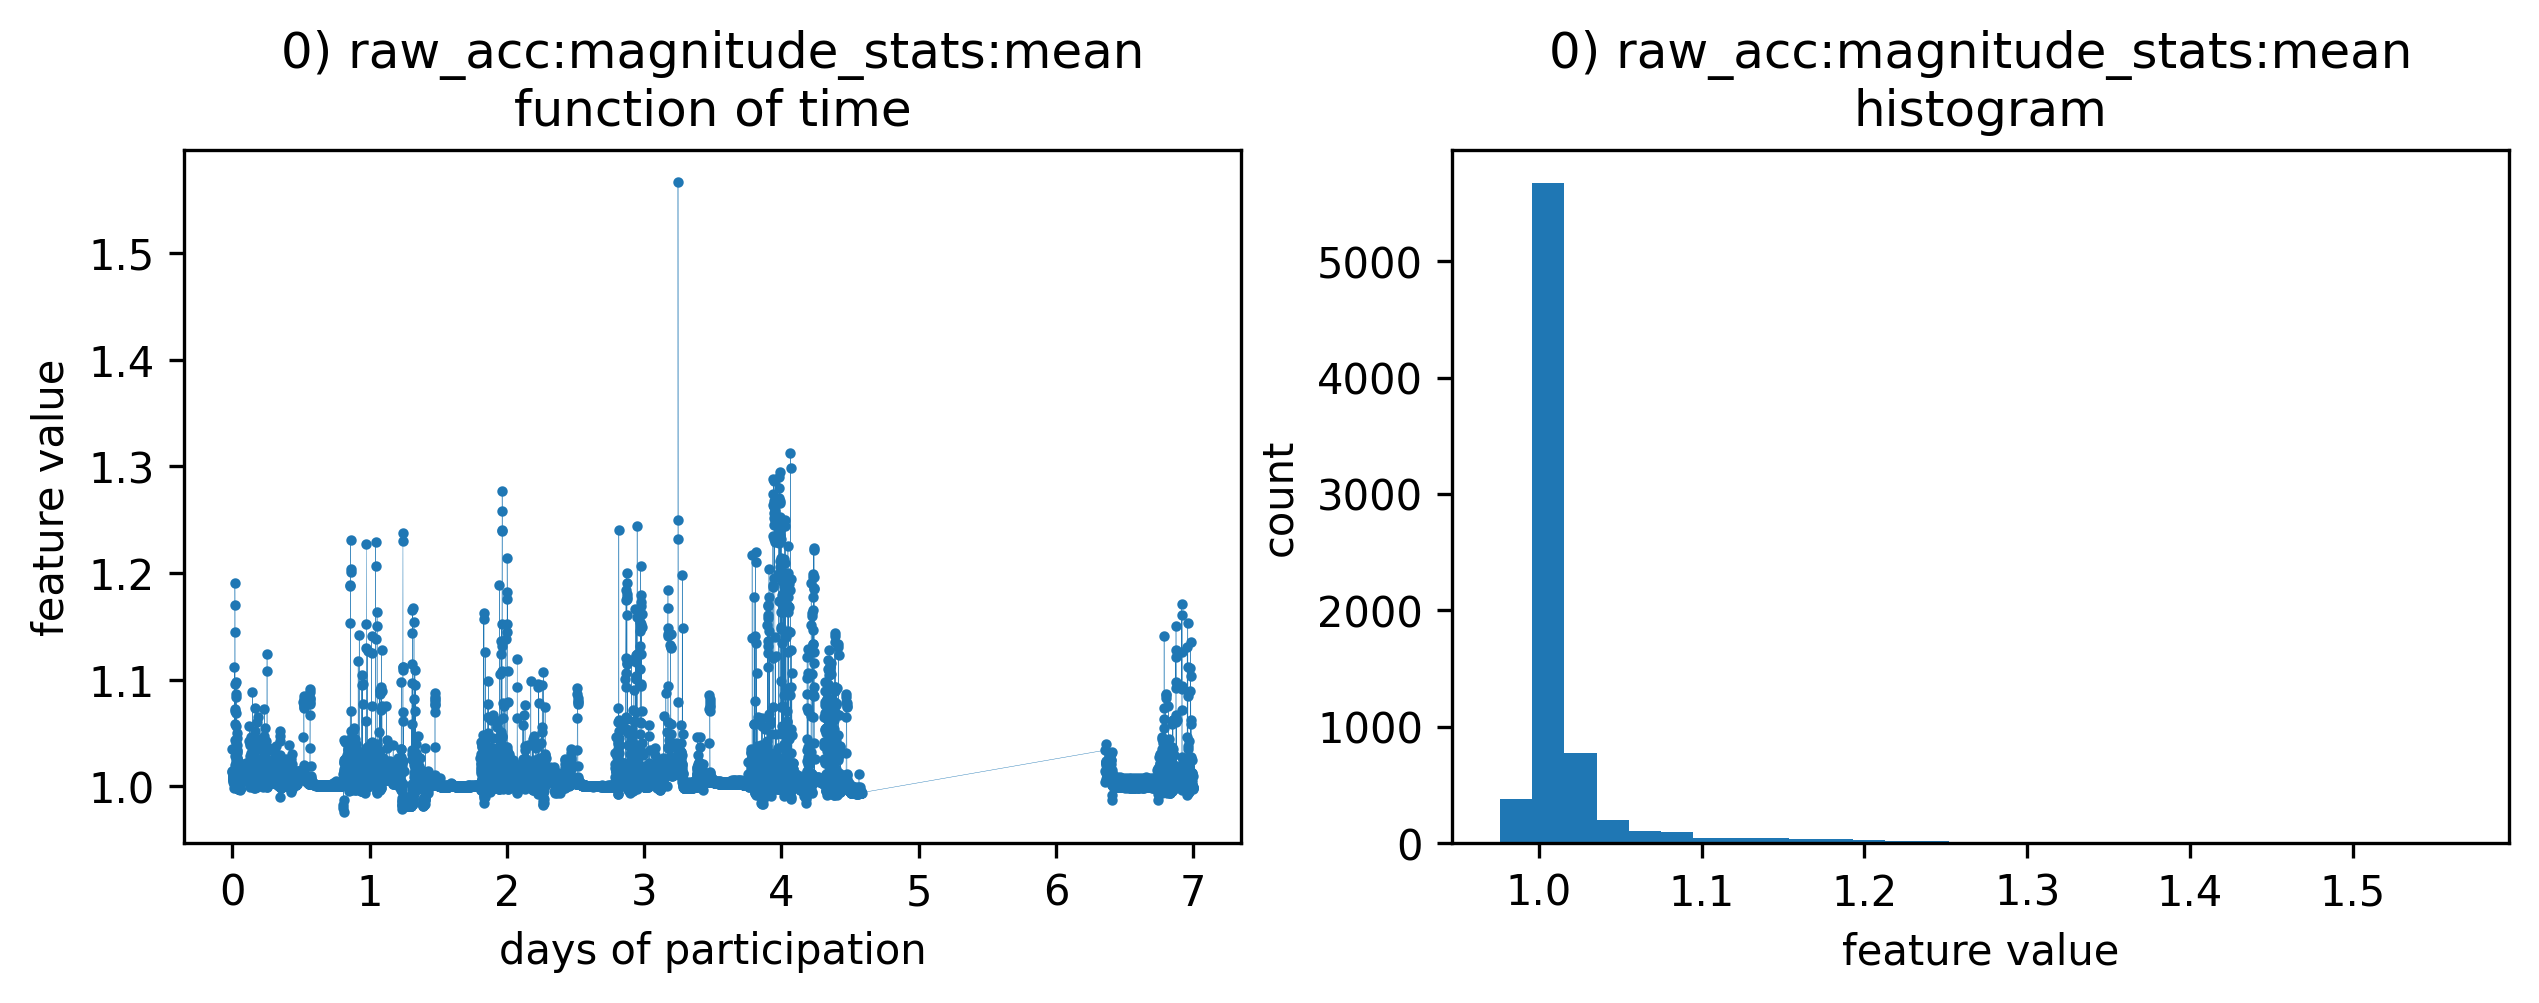 0) raw_acc:magnitude_stats:mean
function of time
feature value
1.5
1.4
1.3
1.2
1.1
1.0
0 1 2 3 4 5 6 7
days of participation
0) raw_acc:magnitude_stats:mean
histogram
count
5000
4000
3000
2000
1000
0
1.0 1.1 1.2 1.3 1.4 1.5
feature value